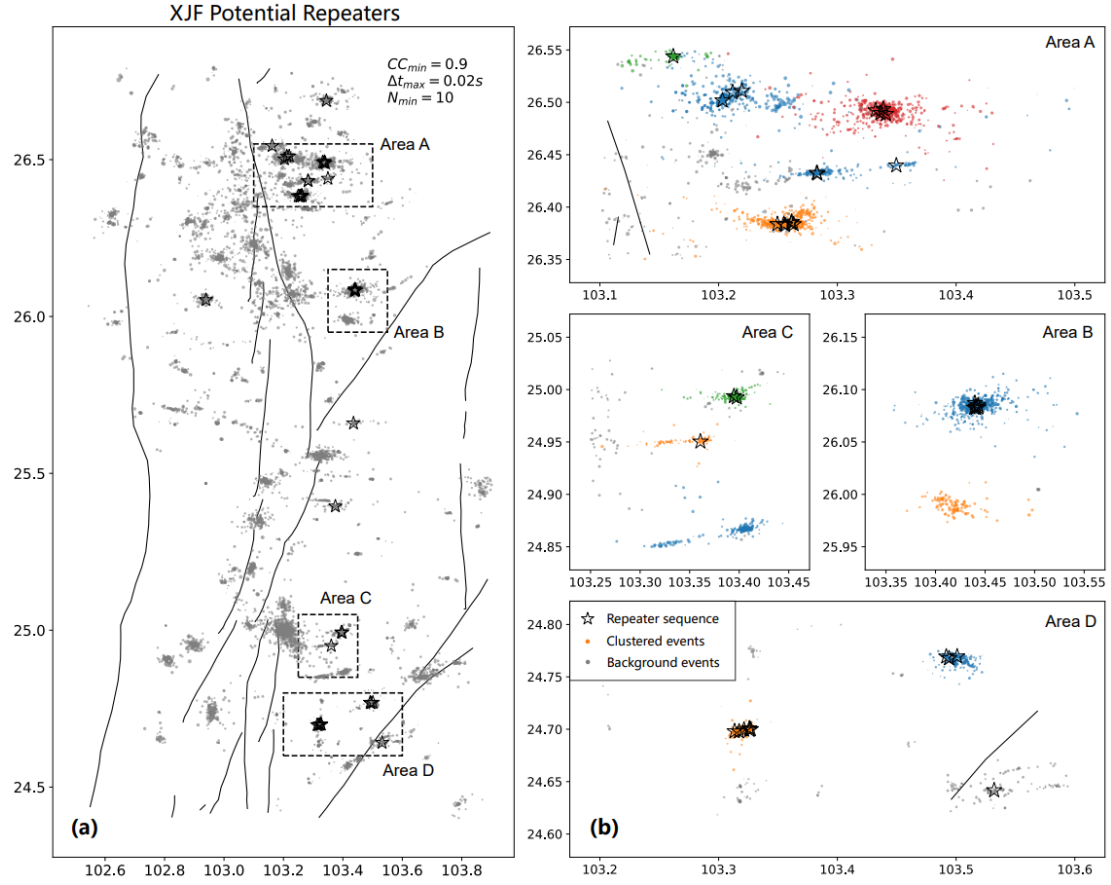 XJF Potential Repeaters
CC_min = 0.9
Δt_max = 0.02s
N_min = 10
Area A
Area B
Area C
Area D
26.5
26.0
25.5
25.0
24.5
102.6 102.8 103.0 103.2 103.4 103.6 103.8
(a)
Area A
26.55
26.50
26.45
26.40
26.35
103.1 103.2 103.3 103.4 103.5
Area C
25.05
25.00
24.95
24.90
24.85
103.25 103.30 103.35 103.40 103.45
Area B
26.15
26.10
26.05
26.00
25.95
103.35 103.40 103.45 103.50 103.55
Area D
Repeater sequence
Clustered events
Background events
24.80
24.75
24.70
24.65
24.60
103.2 103.3 103.4 103.5 103.6
(b)